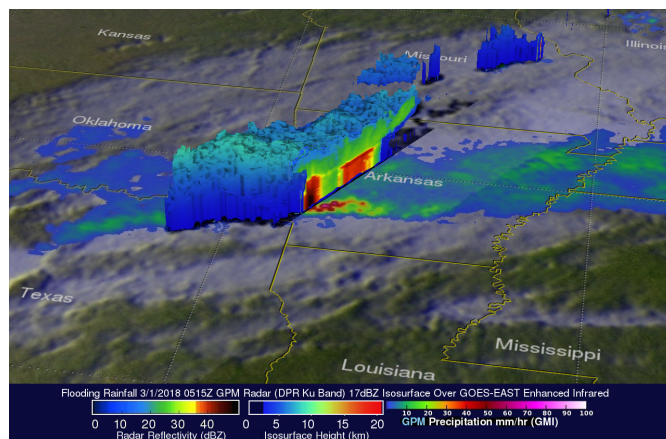 Kansas
Missouri
Illinois
Oklahoma
Arkansas
Texas
Mississippi
Louisiana
Flooding Rainfall 3/1/2018 0515Z GPM Radar (DPR Ku Band) 17dBZ Isosurface Over GOES-EAST Enhanced Infrared
0 10 20 30 40
Radar Reflectivity (dBZ)
0 5 10 15 20
Isosurface Height (km)
10 20 30 40 50 60 70 80 90 100
GPM Precipitation mm/hr (GMI)